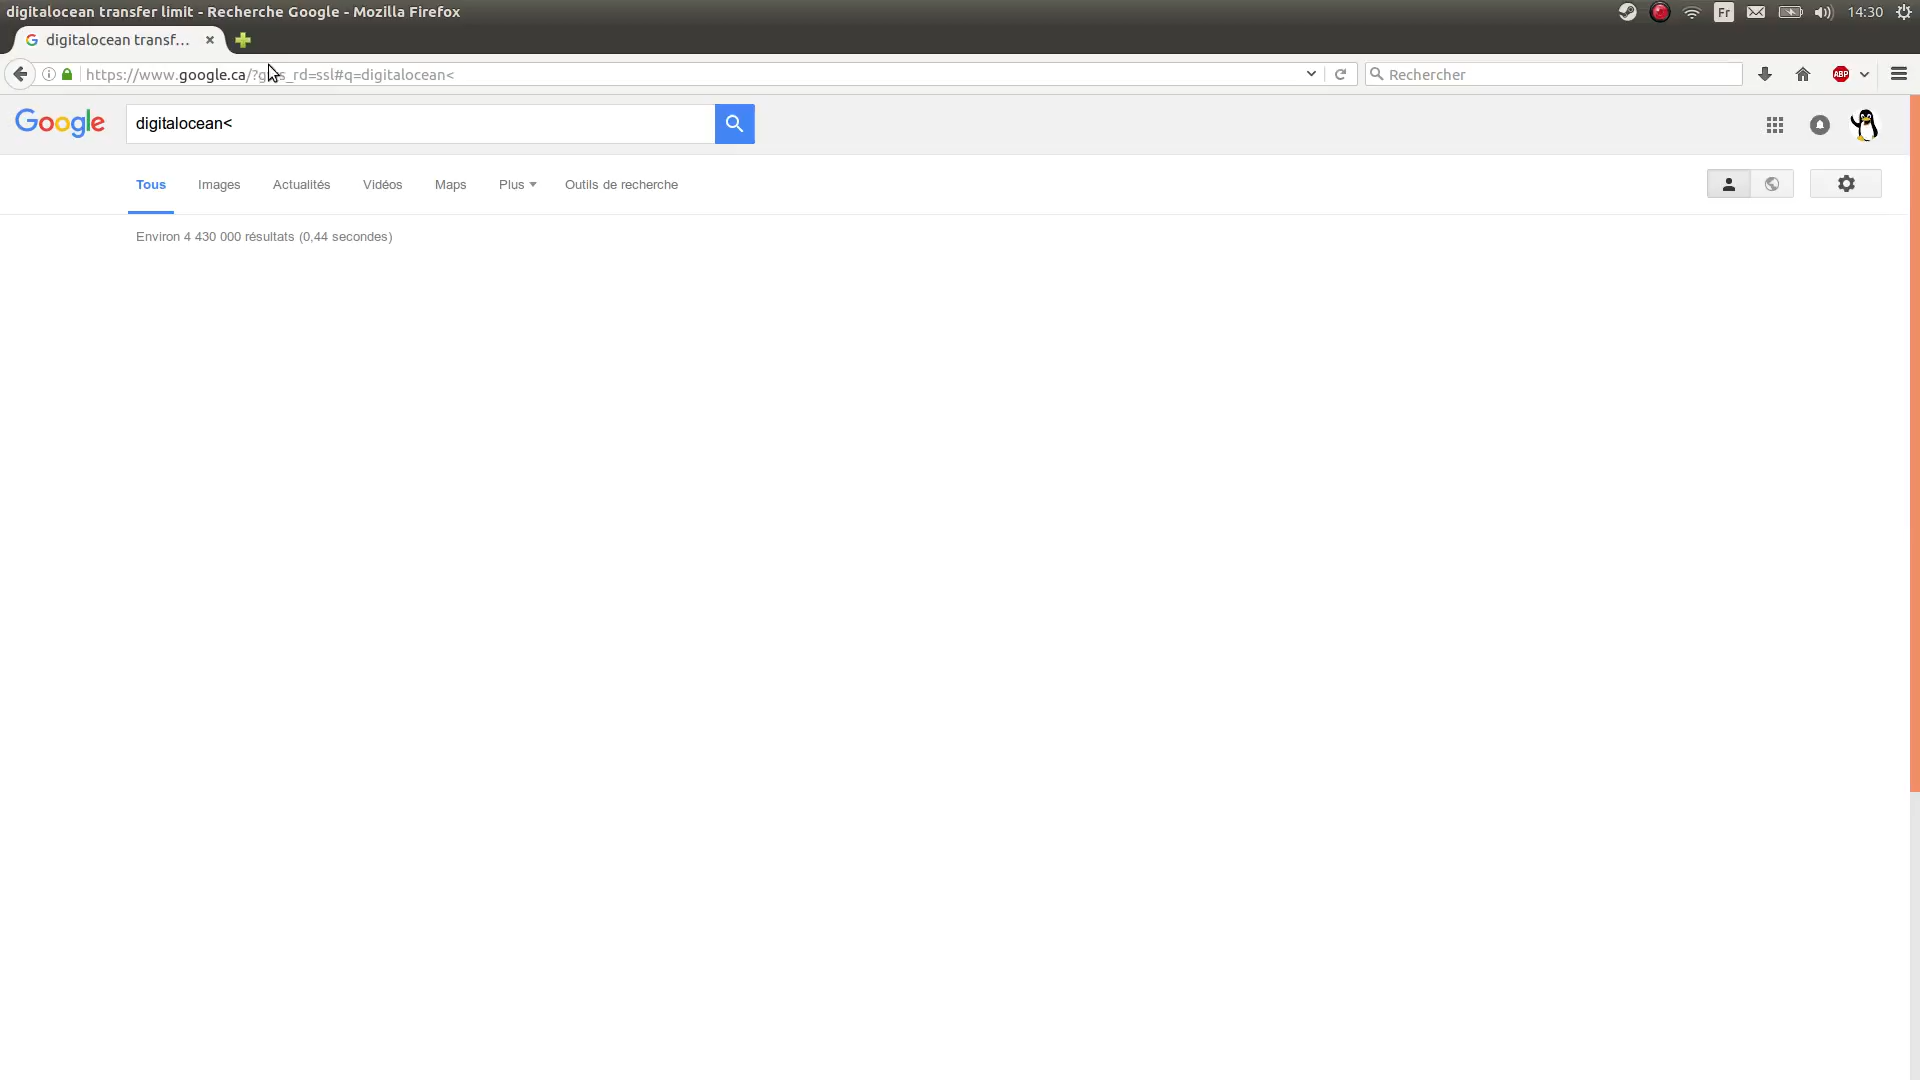 digitalocean transfer limit - Recherche Google - Mozilla Firefox
Fr
14:30
digitalocean transf...
https://www.google.ca/?g s_rd=ssl#q=digitalocean<
Rechercher
ABP
Google
digitalocean<
Tous
Images
Actualités
Vidéos
Maps
Plus
Outils de recherche
Environ 4 430 000 résultats (0,44 secondes)